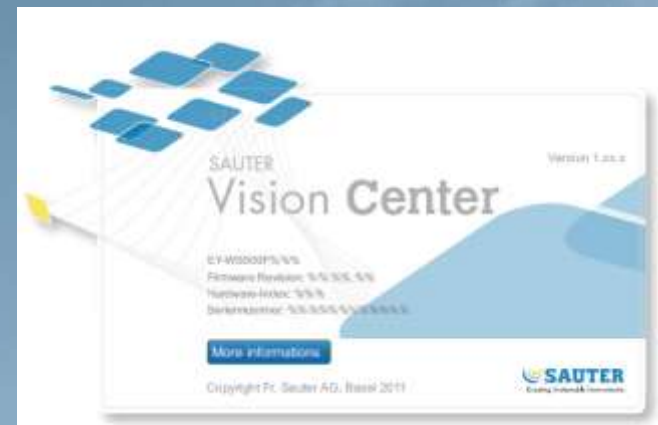 SAUTER
Vision Center
Version 1.xx.x
Firmware Revision:
Hardware-Index:
Seriennummer:
More informations
Copyright Fr. Sauter AG, Basel 2011
SAUTER